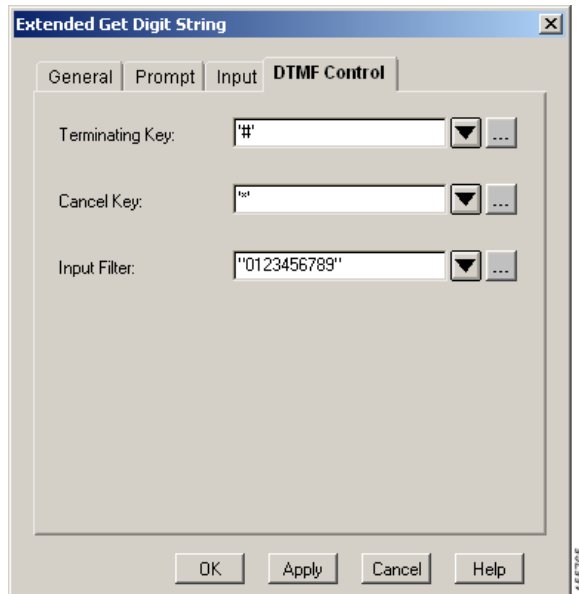 Extended Get Digit String
General Prompt Input DTMF Control
Terminating Key: '#' ...
Cancel Key: '*' ...
Input Filter: "0123456789" ...
OK Apply Cancel Help